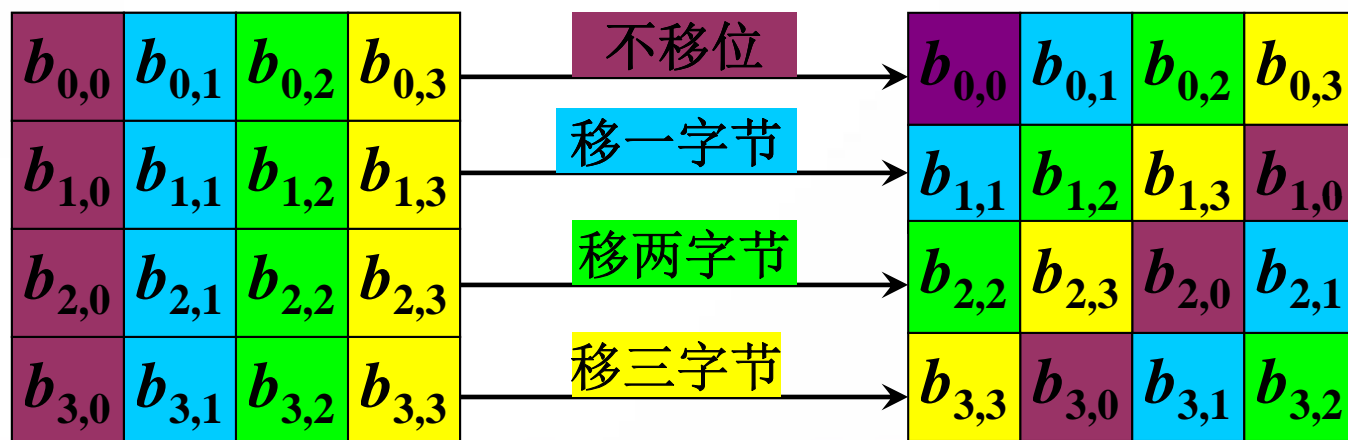 b0,0 b0,1 b0,2 b0,3 不移位 b0,0 b0,1 b0,2 b0,3
b1,0 b1,1 b1,2 b1,3 移一字节 b1,1 b1,2 b1,3 b1,0
b2,0 b2,1 b2,2 b2,3 移两字节 b2,2 b2,3 b2,0 b2,1
b3,0 b3,1 b3,2 b3,3 移三字节 b3,3 b3,0 b3,1 b3,2